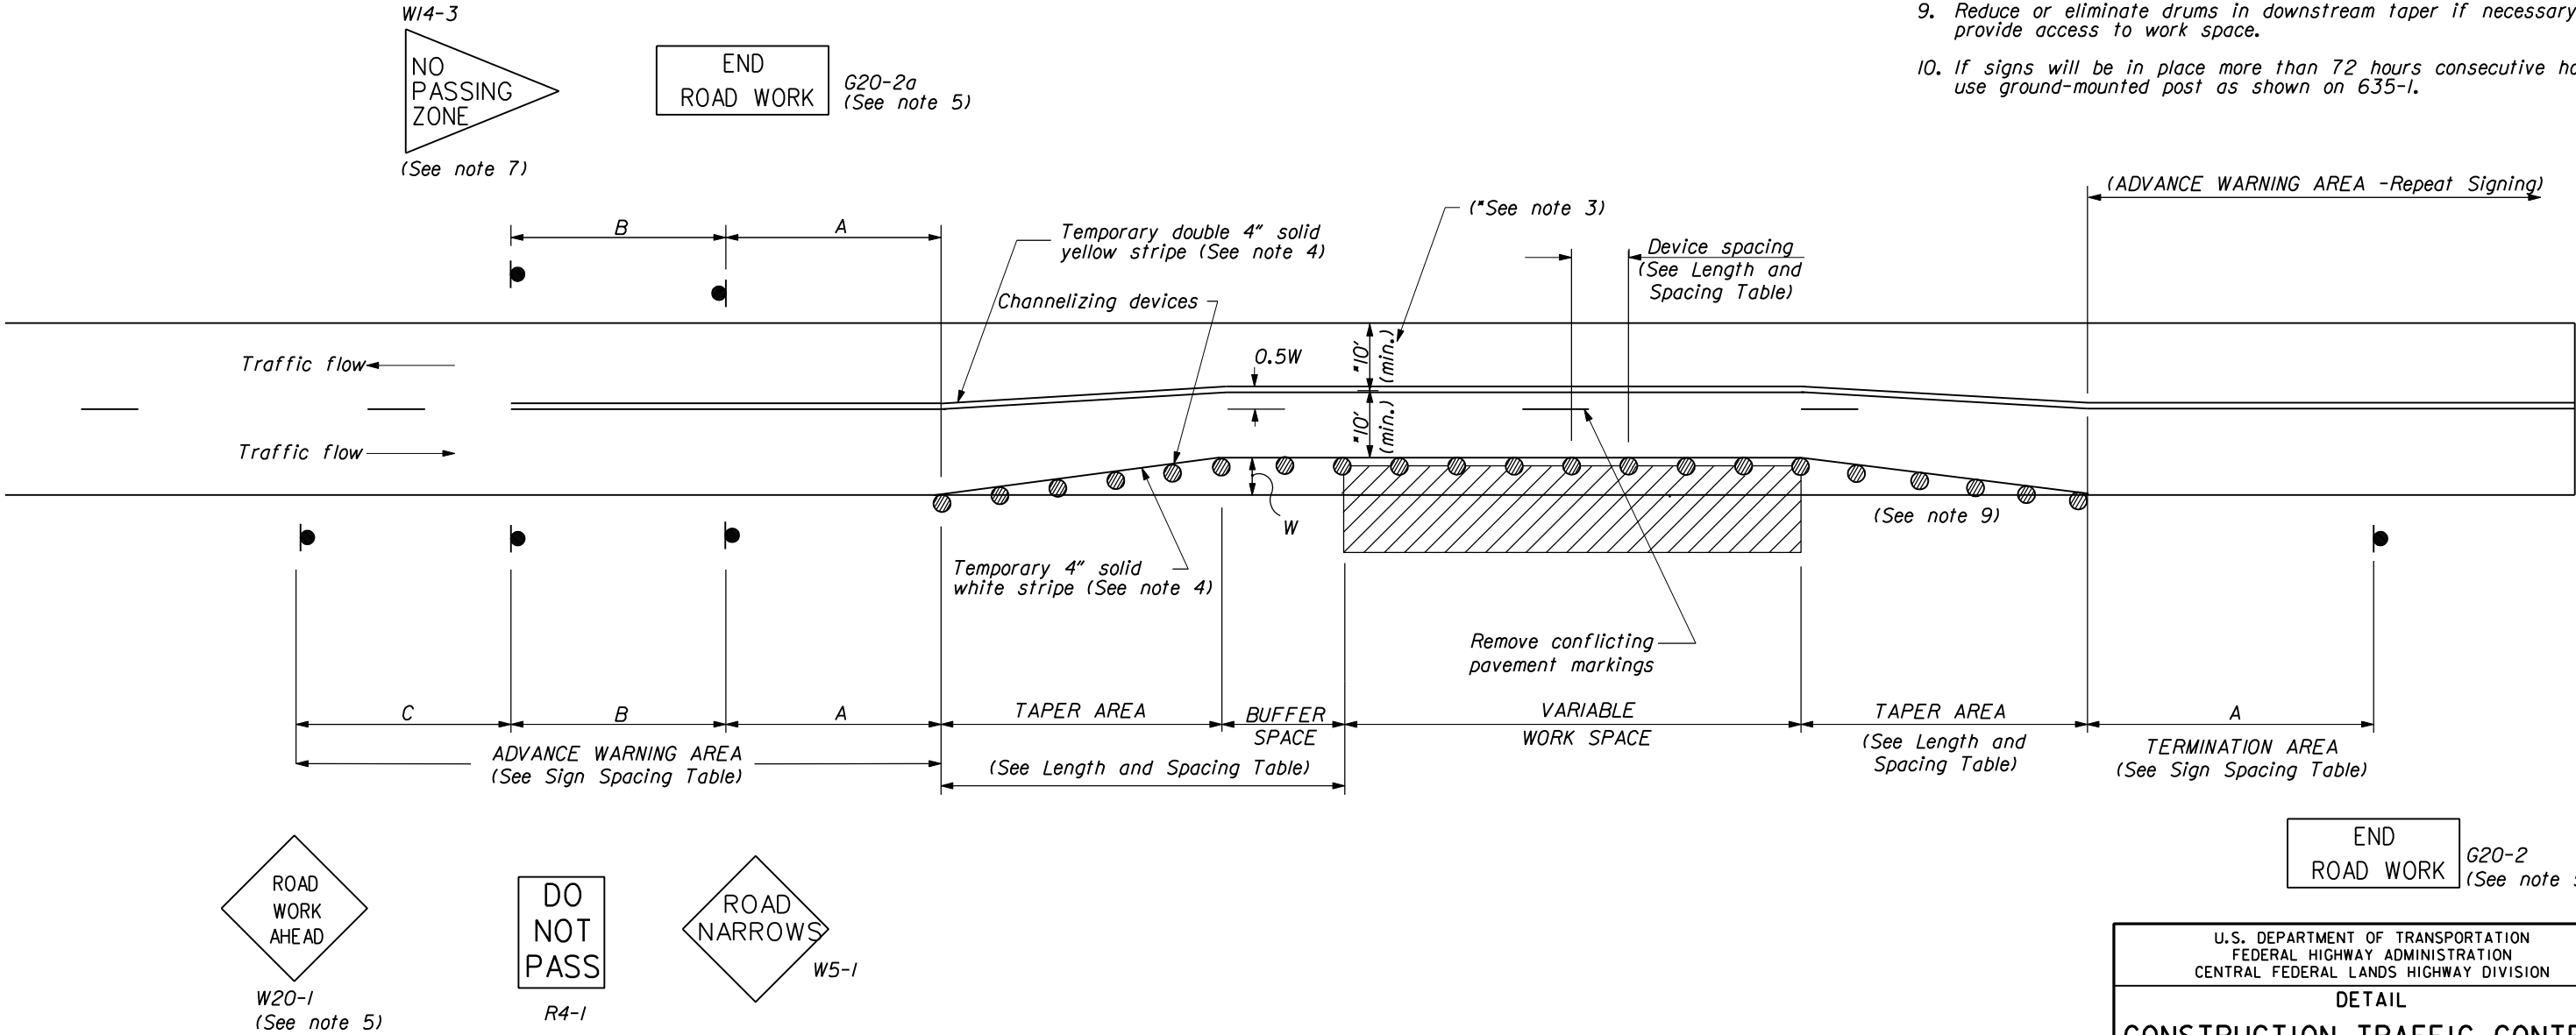 W14-3
NO
PASSING
ZONE
(See note 7)
END
ROAD WORK
G20-2a
(See note 5)
9. Reduce or eliminate drums in downstream taper if necessary
provide access to work space.
10. If signs will be in place more than 72 hours consecutive
use ground-mounted post as shown on 635-1.
(ADVANCE WARNING AREA -Repeat Signing)
B
A
Temporary double 4" solid
yellow stripe (See note 4)
Channelizing devices
(*See note 3)
Device spacing
(See Length and
Spacing Table)
Traffic flow
0.5W
*10'
(min.)
*10'
(min.)
Traffic flow
W
(See note 9)
Temporary 4" solid
white stripe (See note 4)
Remove conflicting
pavement markings
C
B
A
TAPER AREA
BUFFER
SPACE
VARIABLE
WORK SPACE
TAPER AREA
(See Length and
Spacing Table)
A
TERMINATION AREA
(See Sign Spacing Table)
ADVANCE WARNING AREA
(See Sign Spacing Table)
(See Length and Spacing Table)
ROAD
WORK
AHEAD
W20-1
(See note 5)
DO
NOT
PASS
R4-1
ROAD
NARROWS
W5-1
END
ROAD WORK
G20-2
(See note
U.S. DEPARTMENT OF TRANSPORTATION
FEDERAL HIGHWAY ADMINISTRATION
CENTRAL FEDERAL LANDS HIGHWAY DIVISION
DETAIL
CONSTRUCTION TRAFFIC